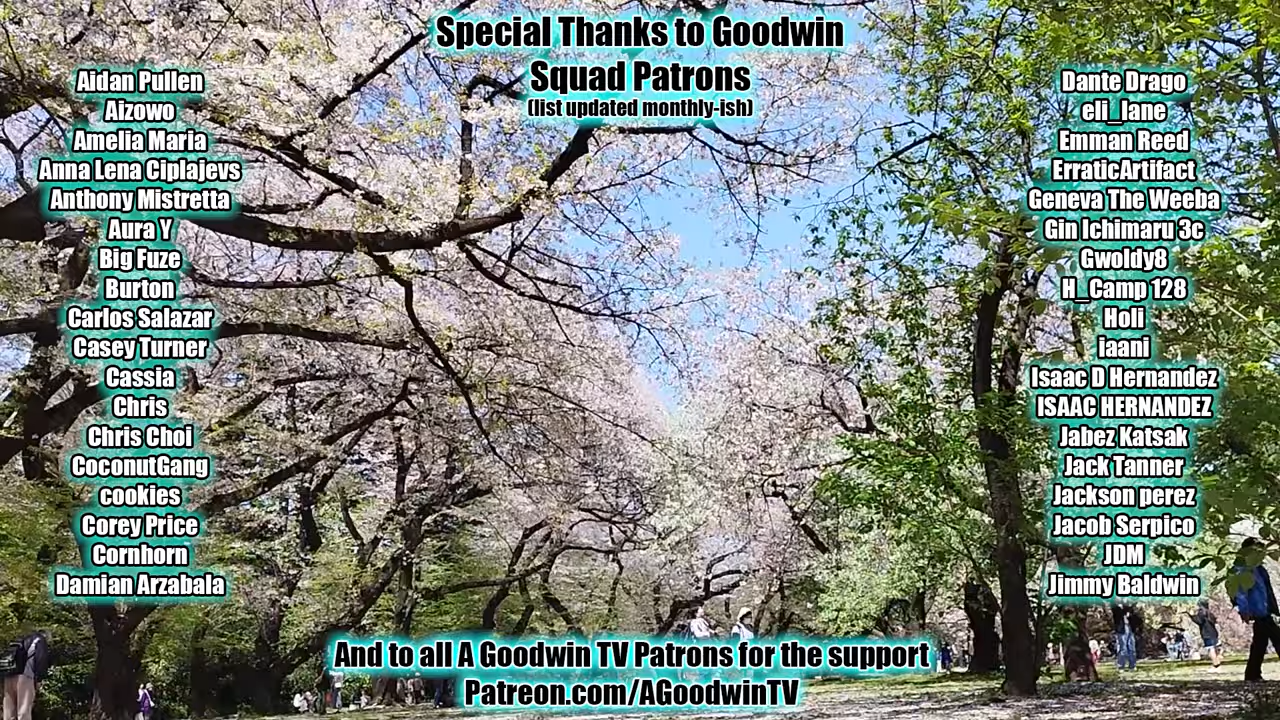 Special Thanks to Goodwin
Squad Patrons
(list updated monthly-ish)
Aidan Pullen
Aizowo
Amelia Maria
Anna Lena Ciplajevs
Anthony Mistretta
Aura Y
Big Fuze
Burton
Carlos Salazar
Casey Turner
Cassia
Chris
Chris Choi
CoconutGang
cookies
Corey Price
Cornhorn
Damian Arzabala
Dante Drago
eli_lane
Emman Reed
ErraticArtifact
Geneva The Weeba
Gin Ichimaru 3c
Gwoldy8
H_Camp 128
Holi
iaani
Isaac D Hernandez
ISAAC HERNANDEZ
Jabez Katsak
Jack Tanner
Jackson perez
Jacob Serpico
JDM
Jimmy Baldwin
And to all A Goodwin TV Patrons for the support
Patreon.com/AGoodwinTV